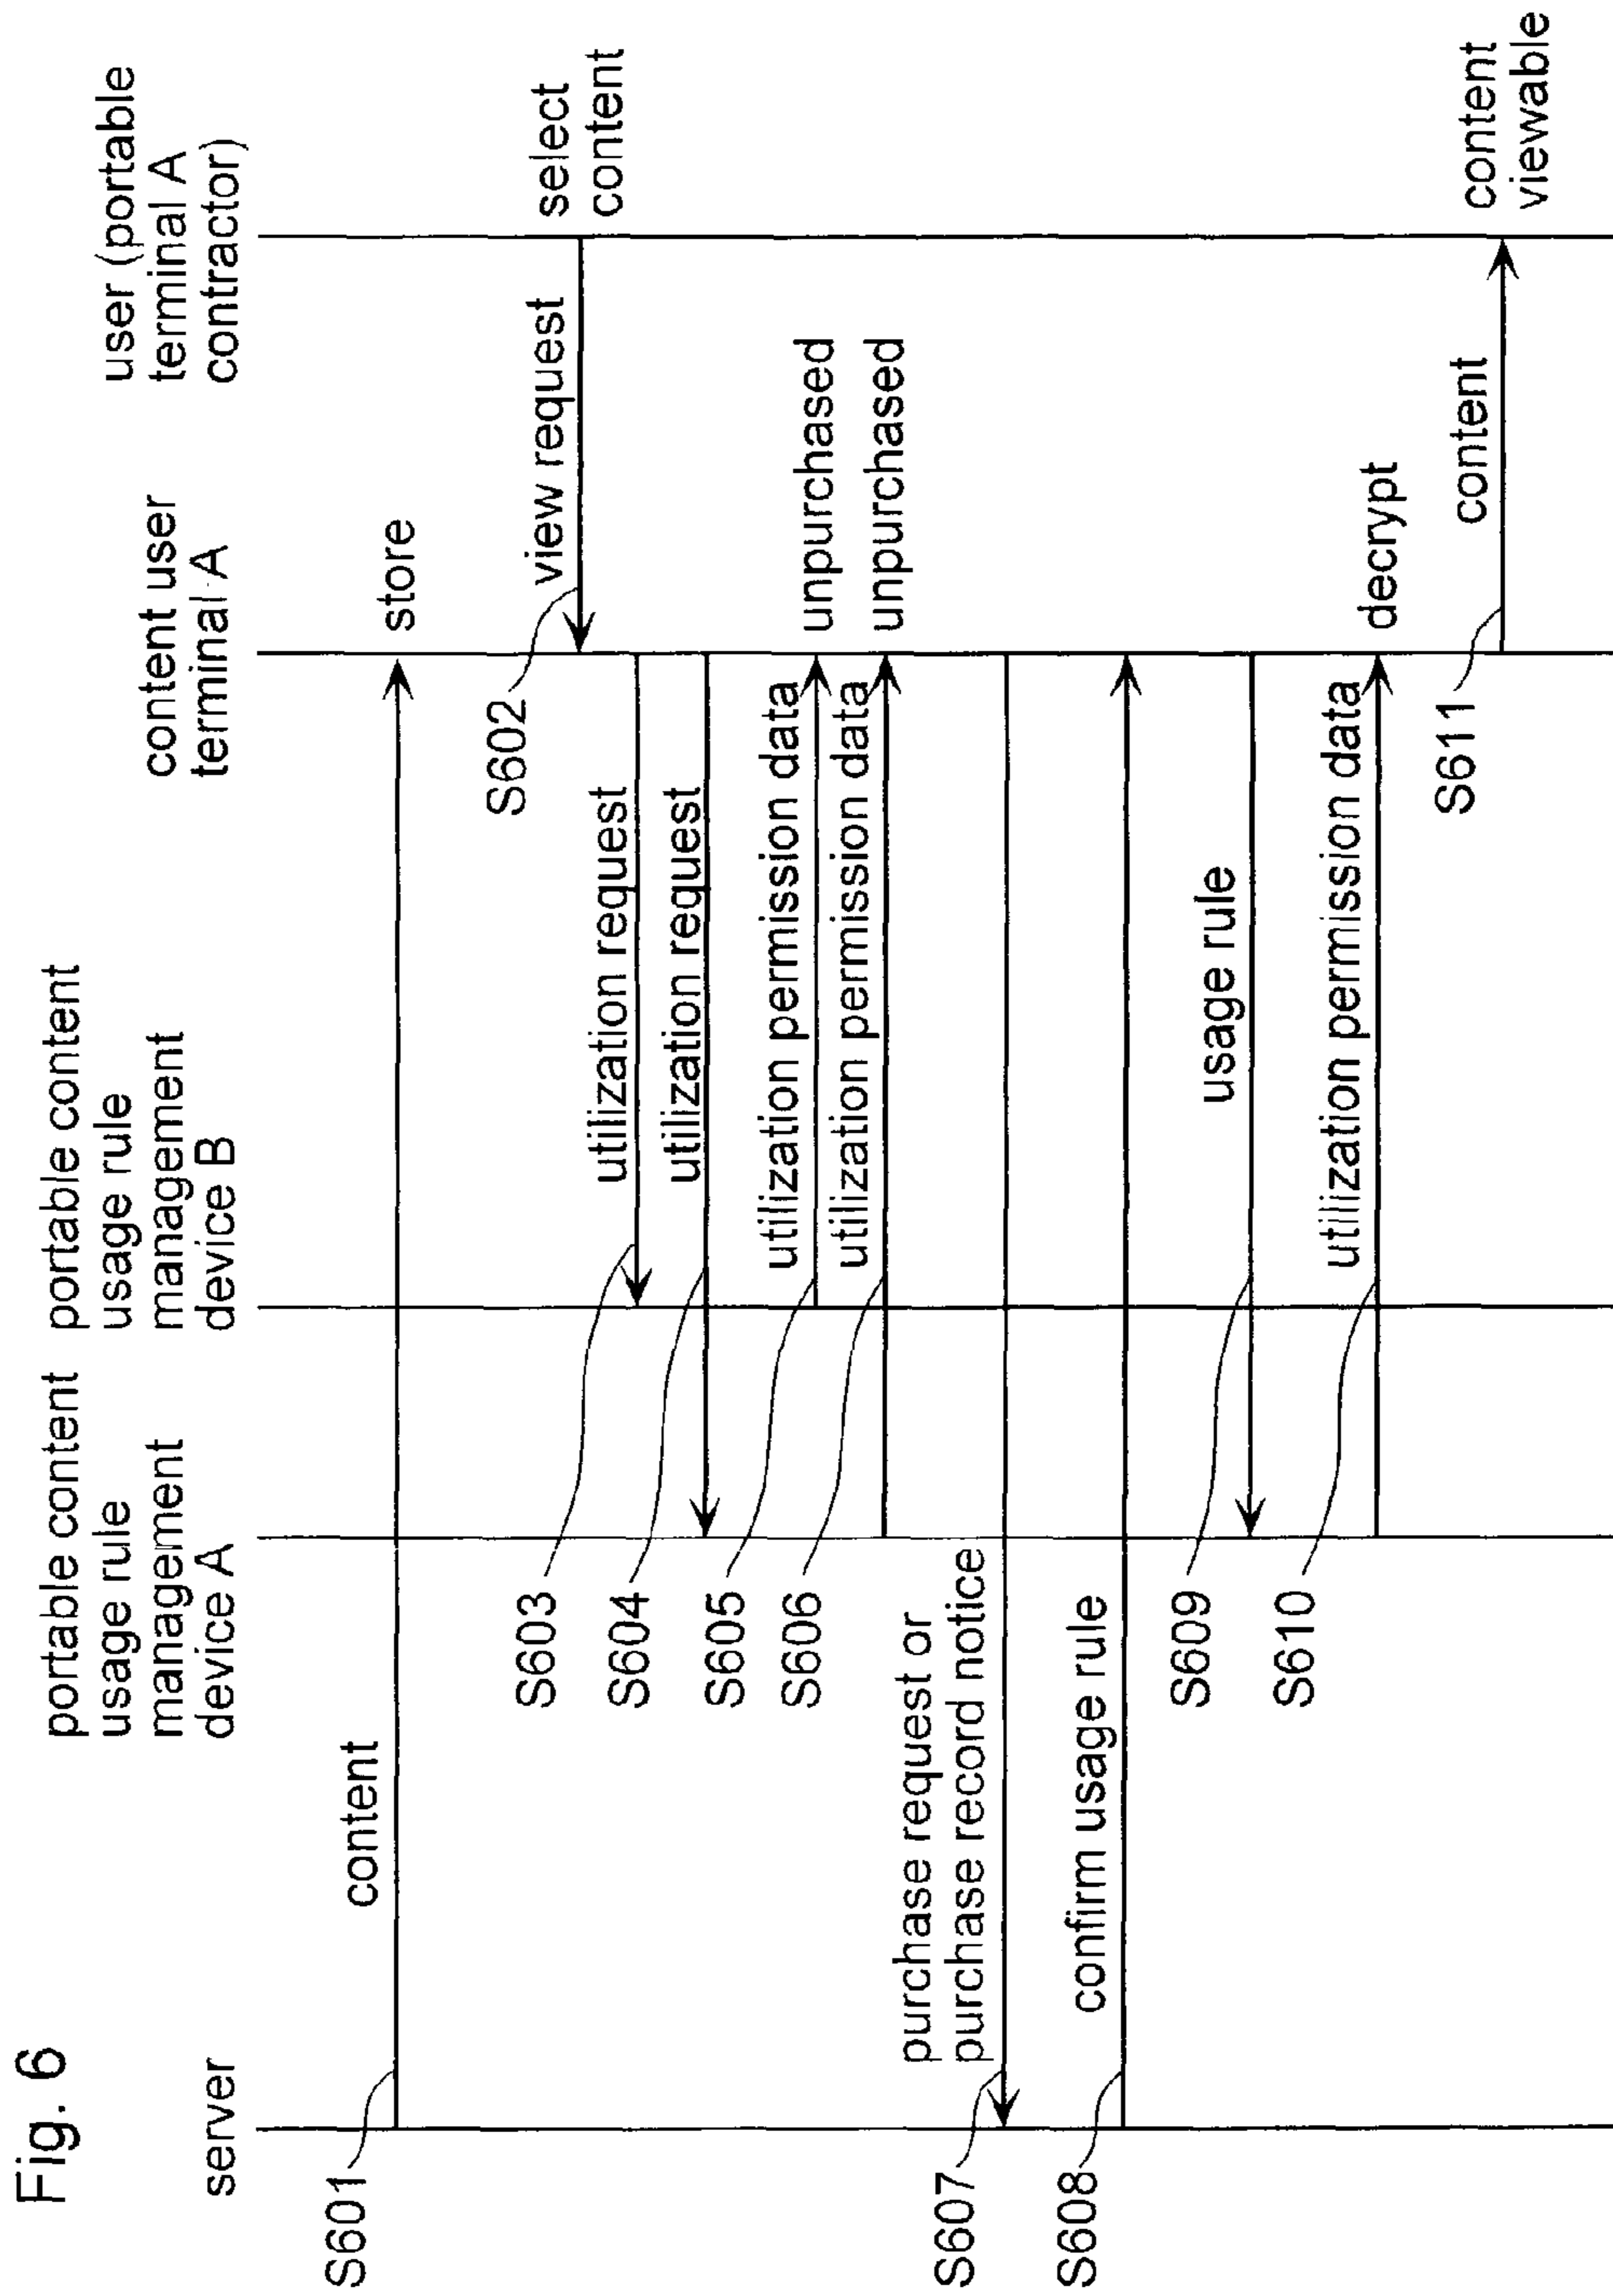 Fig. 6
server
portable content
usage rule
management
device A
portable content
usage rule
management
device B
content user
terminal A
user (portable
terminal A
contractor)
S601
content
store
select
content
view request
S602
utilization request
S603
utilization request
S604
utilization permission data
unpurchased
S605
utilization permission data
unpurchased
S606
purchase request or
purchase record notice
S607
confirm usage rule
S608
usage rule
S609
utilization permission data
decrypt
S610
content
S611
content
viewable